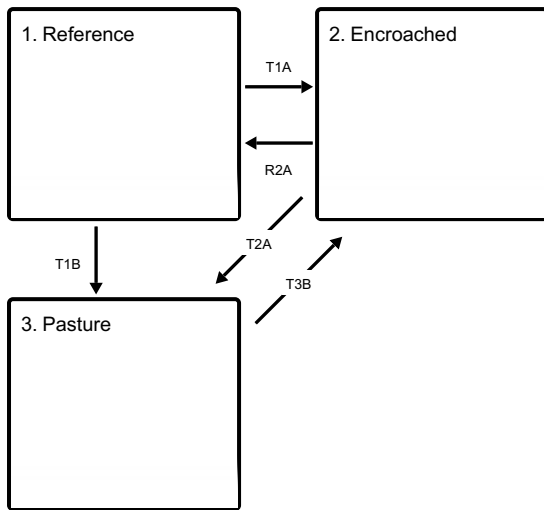 1. Reference
2. Encroached
T1A
R2A
T1B
T2A
T3B
3. Pasture